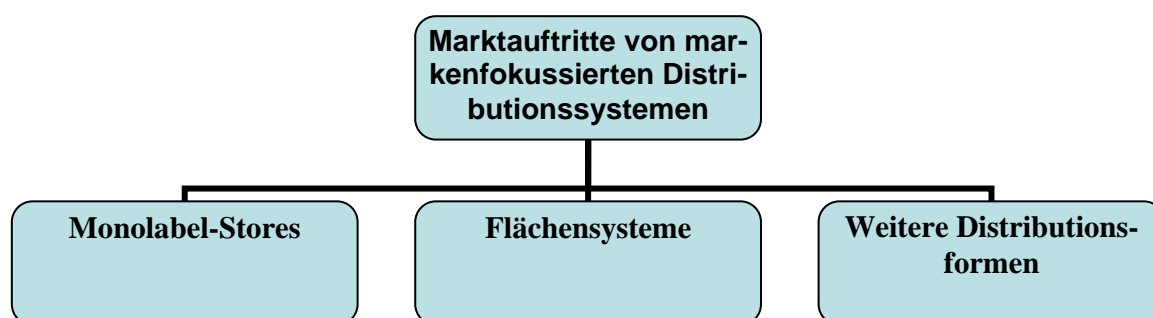 Marktauftritte von mar-
kenfokussierten Distri-
butionssystemen
Monolabel-Stores
Flächensysteme
Weitere Distributions-
formen